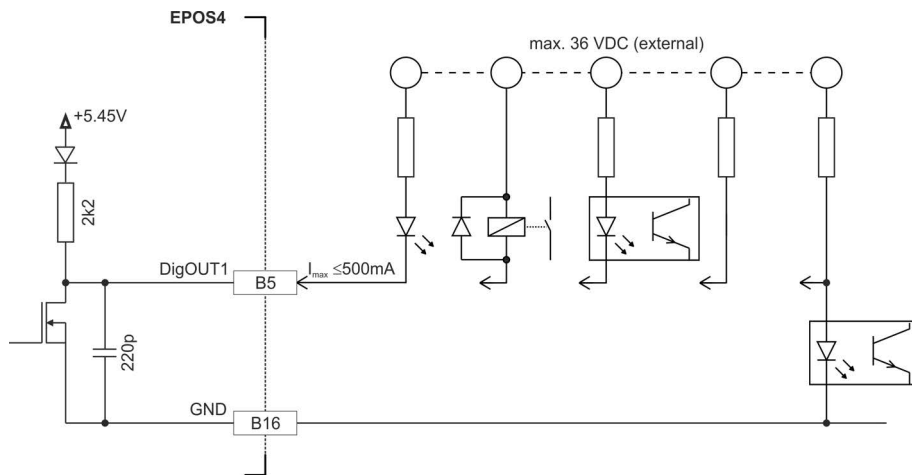 EPOS4
max. 36 VDC (external)
+5.45V
2k2
DigOUT1
B5
Imax ≤500mA
220p
GND
B16